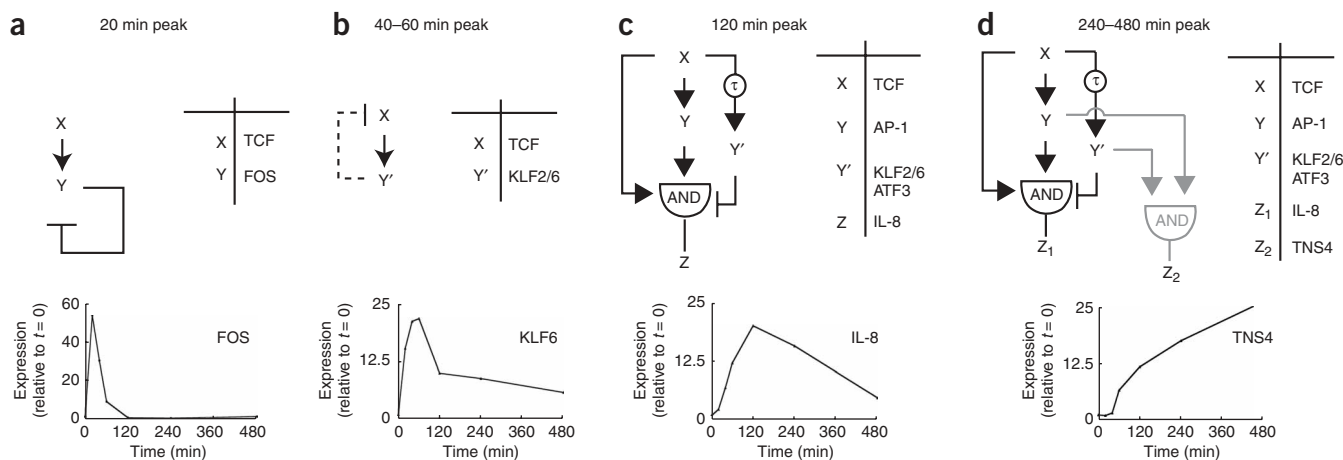 a
20 min peak
X
Y
X TCF
Y FOS
Expression
(relative to t = 0)
60
40
20
0
FOS
0 120 240 360 480
Time (min)
b
40–60 min peak
X
Y′
X TCF
Y′ KLF2/6
Expression
(relative to t = 0)
25
12.5
0
KLF6
0 120 240 360 480
Time (min)
c
120 min peak
X
τ
Y
Y′
AND
Z
X TCF
Y AP-1
Y′ KLF2/6
ATF3
Z IL-8
Expression
(relative to t = 0)
25
12.5
0
IL-8
0 120 240 360 480
Time (min)
d
240–480 min peak
X
τ
Y
Y′
AND
AND
Z1
Z2
X TCF
Y AP-1
Y′ KLF2/6
ATF3
Z1 IL-8
Z2 TNS4
Expression
(relative to t = 0)
25
12.5
0
TNS4
0 120 240 360 480
Time (min)